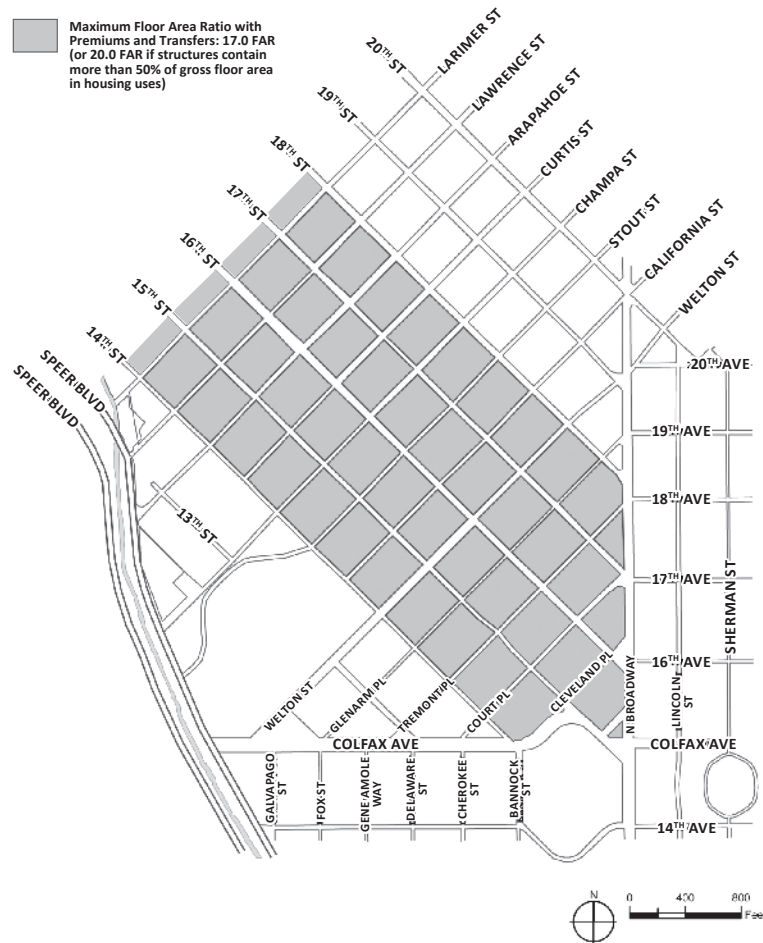 Maximum Floor Area Ratio with
Premiums and Transfers: 17.0 FAR
(or 20.0 FAR if structures contain
more than 50% of gross floor area
in housing uses)
20TH ST
LARIMER ST
LAWRENCE ST
ARAPAHOE ST
CURTIS ST
CHAMPA ST
STOUT ST
CALIFORNIA ST
WELTON ST
19TH ST
18TH ST
17TH ST
16TH ST
15TH ST
14TH ST
SPEER BLVD
SPEER BLVD
13TH ST
20TH AVE
19TH AVE
18TH AVE
17TH AVE
16TH AVE
SHERMAN ST
N BROADWAY
LINCOLN
ST
CLEVELAND PL
COURT PL
TREMONT PL
GLENARM PL
WELTON ST
COLFAX AVE
COLFAX AVE
GALVAPAGO
ST
FOX ST
GENE AMOLE
WAY
DELAWARE
ST
CHEROKEE
ST
BANNOCK
ST
14TH AVE
N
0 400 800
Fee